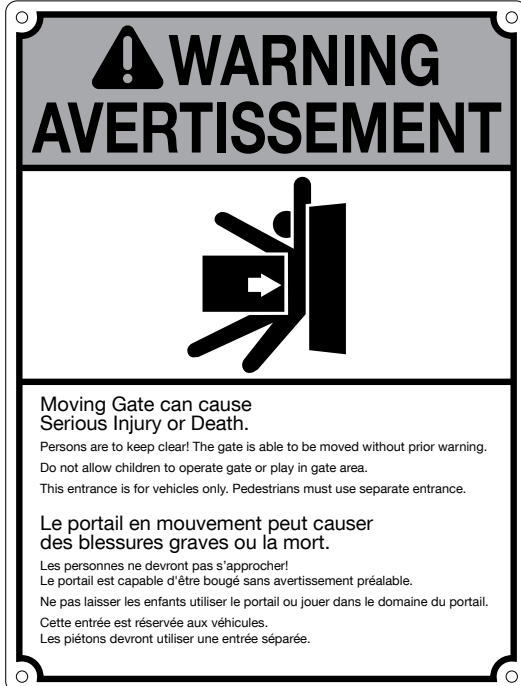 WARNING
AVERTISSEMENT
Moving Gate can cause
Serious Injury or Death.
Persons are to keep clear! The gate is able to be moved without prior warning.
Do not allow children to operate gate or play in gate area.
This entrance is for vehicles only. Pedestrians must use separate entrance.
Le portail en mouvement peut causer
des blessures graves ou la mort.
Les personnes ne devront pas s’approcher!
Le portail est capable d'être bougé sans avertissement préalable.
Ne pas laisser les enfants utiliser le portail ou jouer dans le domaine du portail.
Cette entrée est réservée aux véhicules.
Les piétons devront utiliser une entrée séparée.